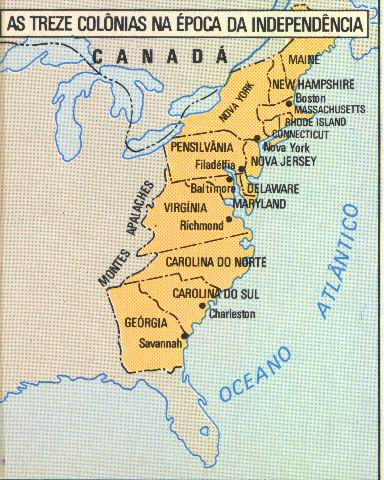 AS TREZE COLÔNIAS NA ÉPOCA DA INDEPENDÊNCIA
CANADÁ
MAINE
NOVA YORK
NEW HAMPSHIRE
Boston
MASSACHUSETTS
RHODE ISLAND
CONNECTICUT
PENSILVÂNIA
Nova York
Filadélfia
NOVA JERSEY
Baltimore
DELAWARE
MARYLAND
VIRGÍNIA
Richmond
MONTES APALACHES
CAROLINA DO NORTE
CAROLINA DO SUL
Charleston
GEÓRGIA
Savannah
OCEANO ATLÂNTICO